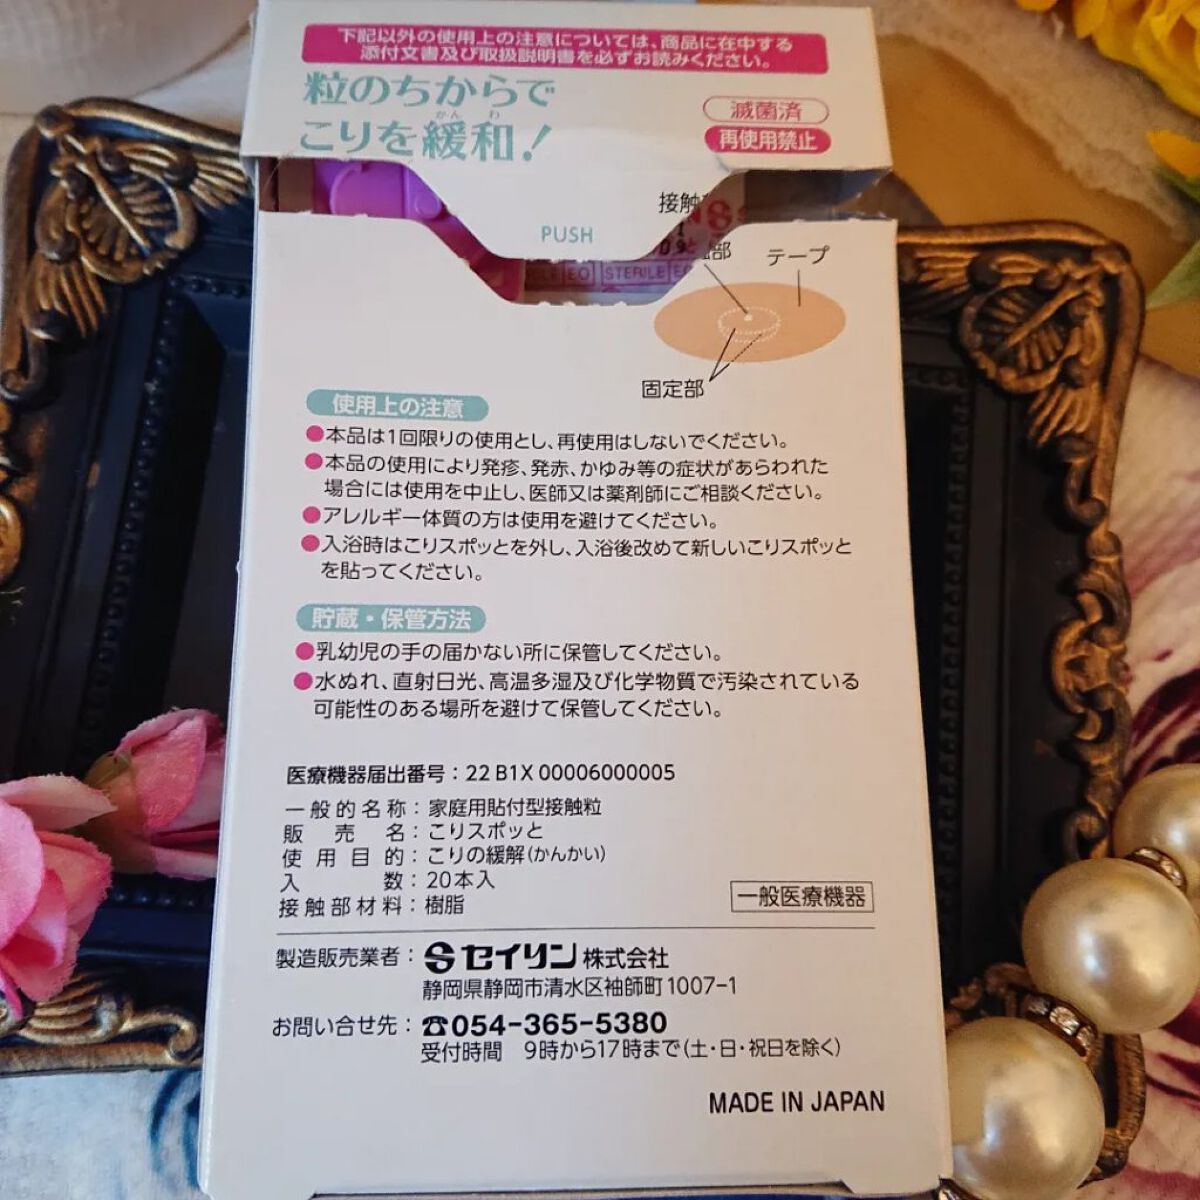 下記以外の使用上の注意については、商品に在中する
添付文書及び取扱説明書を必ずお読みください。
粒のちからで
かんわ
こりを緩和！
滅菌済
再使用禁止
接触
PUSH
部
テープ
EO STERILE EO
固定部
使用上の注意
●本品は1回限りの使用とし、再使用はしないでください。
●本品の使用により発疹、発赤、かゆみ等の症状があらわれた
場合には使用を中止し、医師又は薬剤師にご相談ください。
●アレルギー体質の方は使用を避けてください。
●入浴時はこりスポッとを外し、入浴後改めて新しいこりスポッと
を貼ってください。
貯蔵・保管方法
●乳幼児の手の届かない所に保管してください。
●水ぬれ、直射日光、高温多湿及び化学物質で汚染されている
可能性のある場所を避けて保管してください。
医療機器届出番号：22B1X00006000005
一般的名称：家庭用貼付型接触粒
販売名：こりスポッと
使用目的：こりの緩解（かんかい）
入数：20本入
接触部材料：樹脂
一般医療機器
製造販売業者：セイリン株式会社
静岡県静岡市清水区袖師町1007-1
お問い合せ先：☎054-365-5380
受付時間 9時から17時まで（土・日・祝日を除く）
MADE IN JAPAN